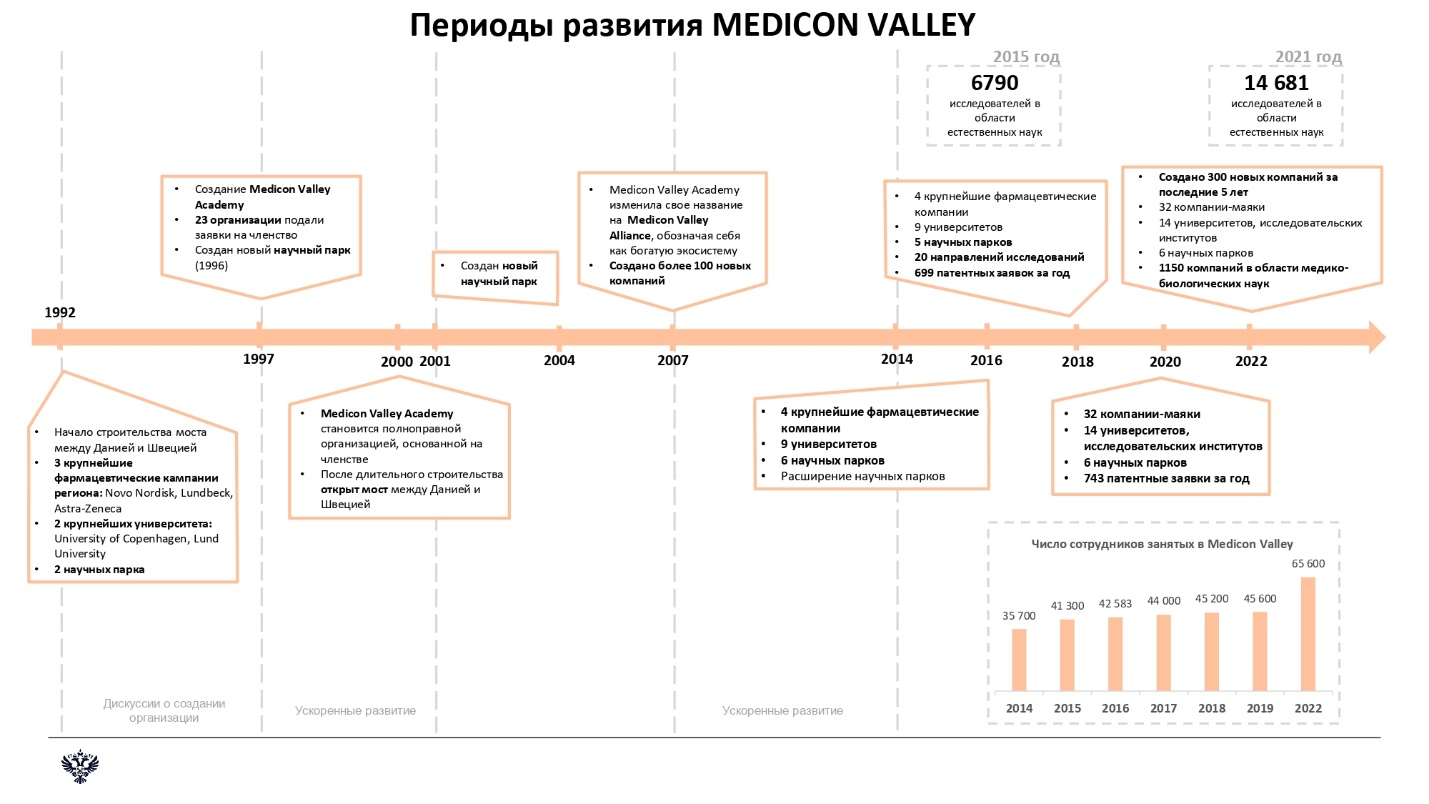 Периоды развития MEDICON VALLEY
2015 год
6790
исследователей в
области
естественных наук
2021 год
14 681
исследователей в
области
естественных наук
• Создание Medicon Valley
Academy
• 23 организации подали
заявки на членство
• Создан новый научный парк
(1996)
• Создан новый
научный парк
• Medicon Valley Academy
изменила свое название
на Medicon Valley
Alliance, обозначая себя
как богатую экосистему
• Создано более 100 новых
компаний
• 4 крупнейшие фармацевтические
компании
• 9 университетов
• 5 научных парков
• 20 направлений исследований
• 699 патентных заявок за год
• Создано 300 новых компаний за
последние 5 лет
• 32 компании-маяки
• 14 университетов, исследовательских
институтов
• 6 научных парков
• 1150 компаний в области медико-
биологических наук
1992
1997
2000
2001
2004
2007
2014
2016
2018
2020
2022
• Начало строительства моста
между Данией и Швецией
• 3 крупнейшие
фармацевтические кампании
региона: Novo Nordisk, Lundbeck,
Astra-Zeneca
• 2 крупнейших университета:
University of Copenhagen, Lund
University
• 2 научных парка
• Medicon Valley Academy
становится полноправной
организацией, основанной на
членстве
• После длительного строительства
открыт мост между Данией и
Швецией
• 4 крупнейшие фармацевтические
компании
• 9 университетов
• 6 научных парков
• Расширение научных парков
• 32 компании-маяки
• 14 университетов,
исследовательских институтов
• 6 научных парков
• 743 патентные заявки за год
Число сотрудников занятых в Medicon Valley
35 700
41 300
42 583
44 000
45 200
45 600
65 600
2014
2015
2016
2017
2018
2019
2022
Дискуссии о создании
организации
Ускоренные развитие
Ускоренные развитие